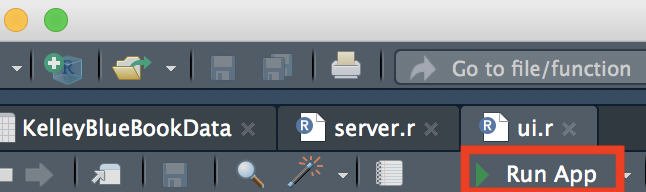 Go to file/function
KelleyBlueBookData server.r ui.r
Run App